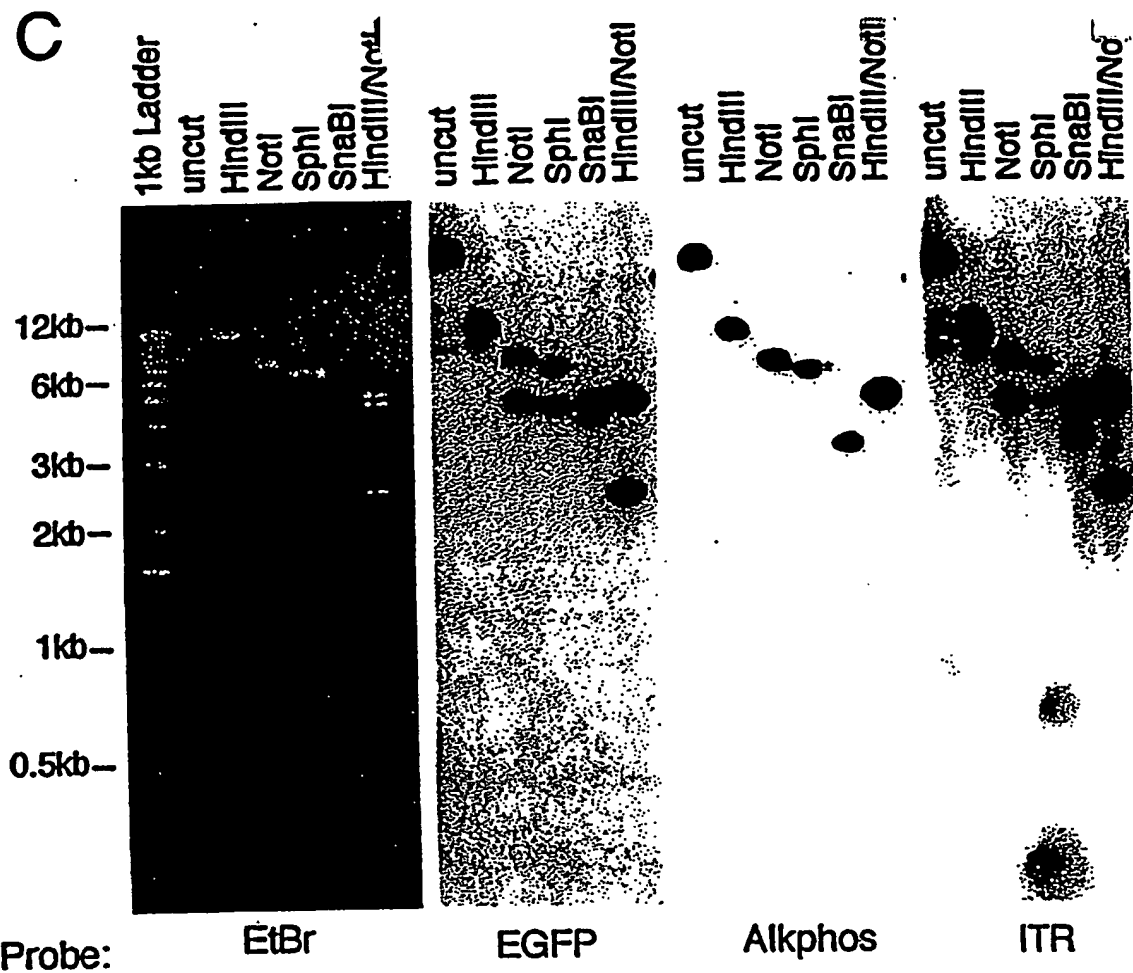 C
1kb Ladder
uncut
HindIII
NotI
SphI
SnaBI
HindIII/NotI
uncut
HindIII
NotI
SphI
SnaBI
HindIII/NotI
uncut
HindIII
NotI
SphI
SnaBI
HindIII/NotI
uncut
HindIII
NotI
SphI
SnaBI
HindIII/No
12kb
6kb
3kb
2kb
1kb
0.5kb
Probe: EtBr EGFP Alkphos ITR